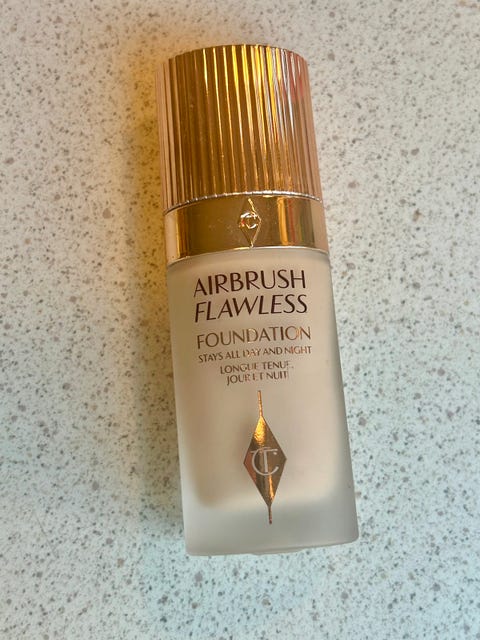 AIRBRUSH
FLAWLESS
FOUNDATION
STAYS ALL DAY AND NIGHT
LONGUE TENUE,
JOUR ET NUIT
CT